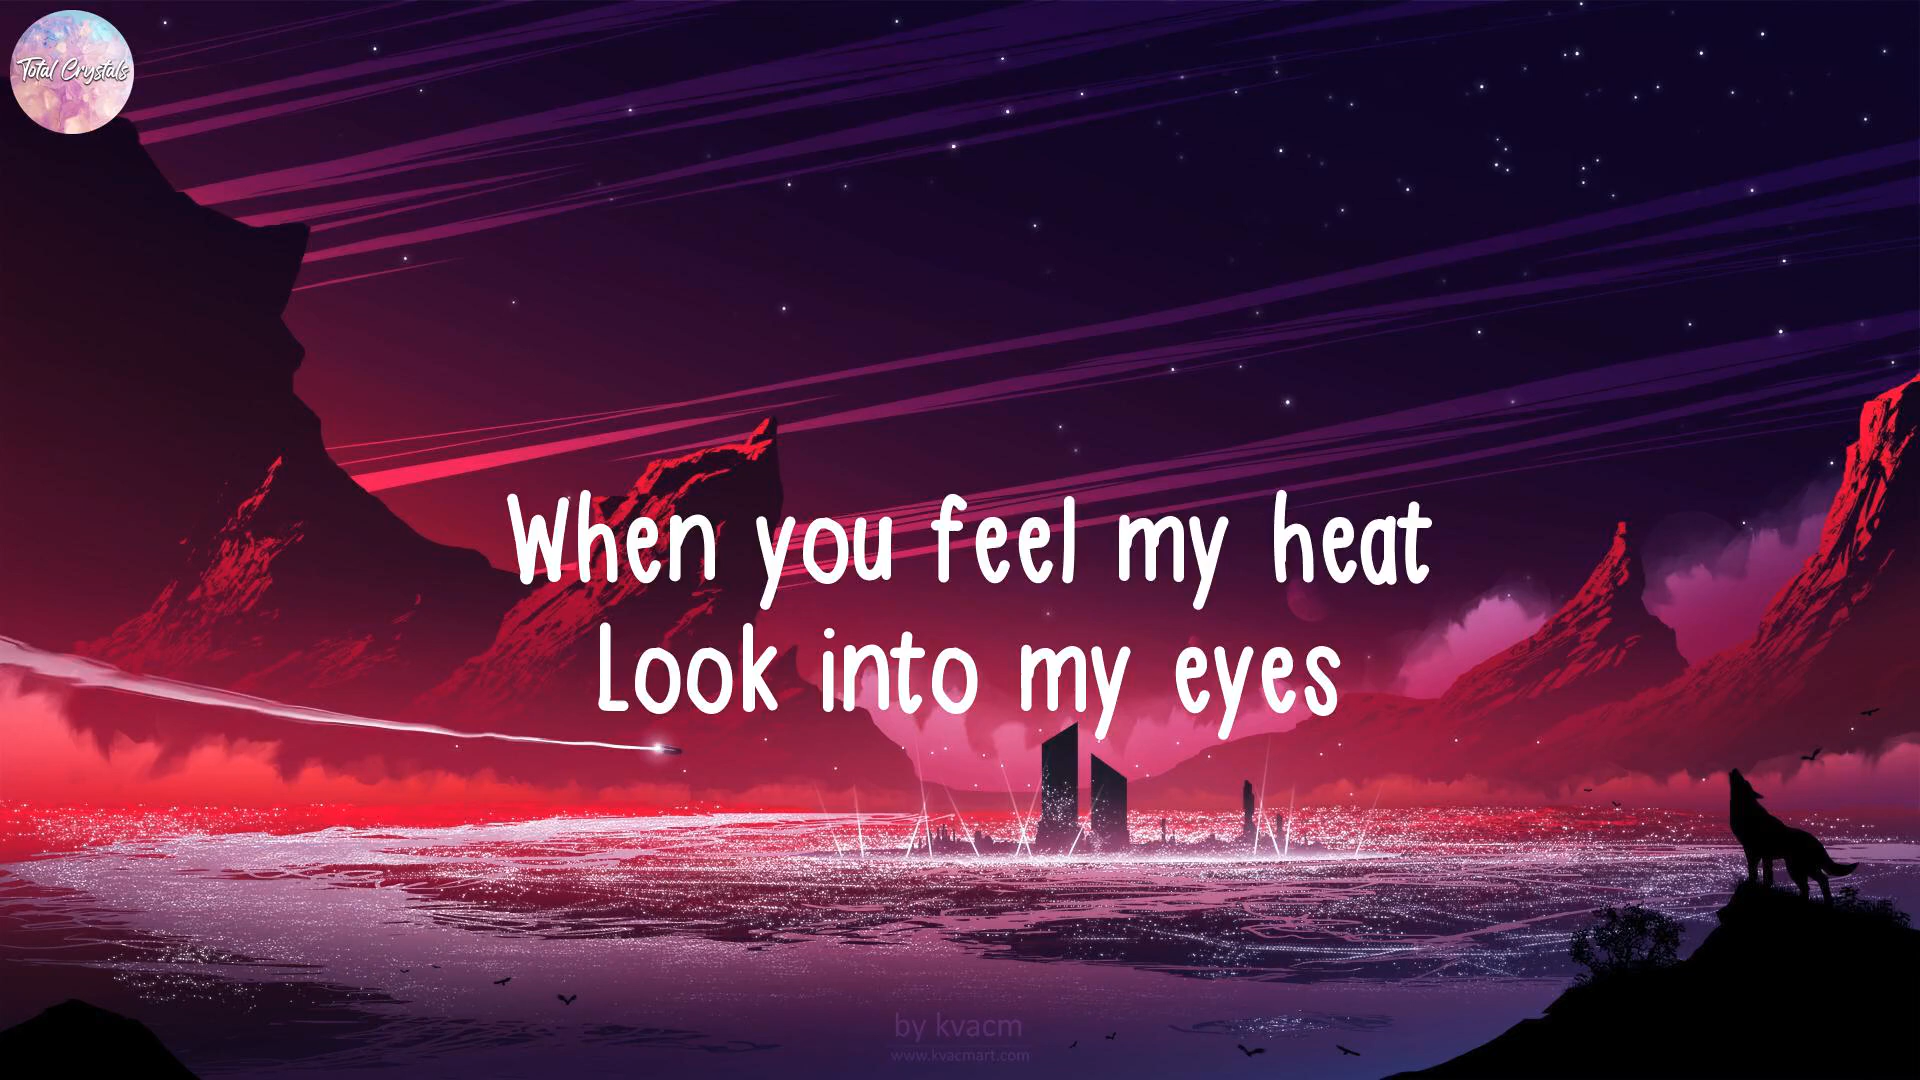 Total Crystals
When you feel my heat
Look into my eyes
by kvacm
www.kvacmart.com